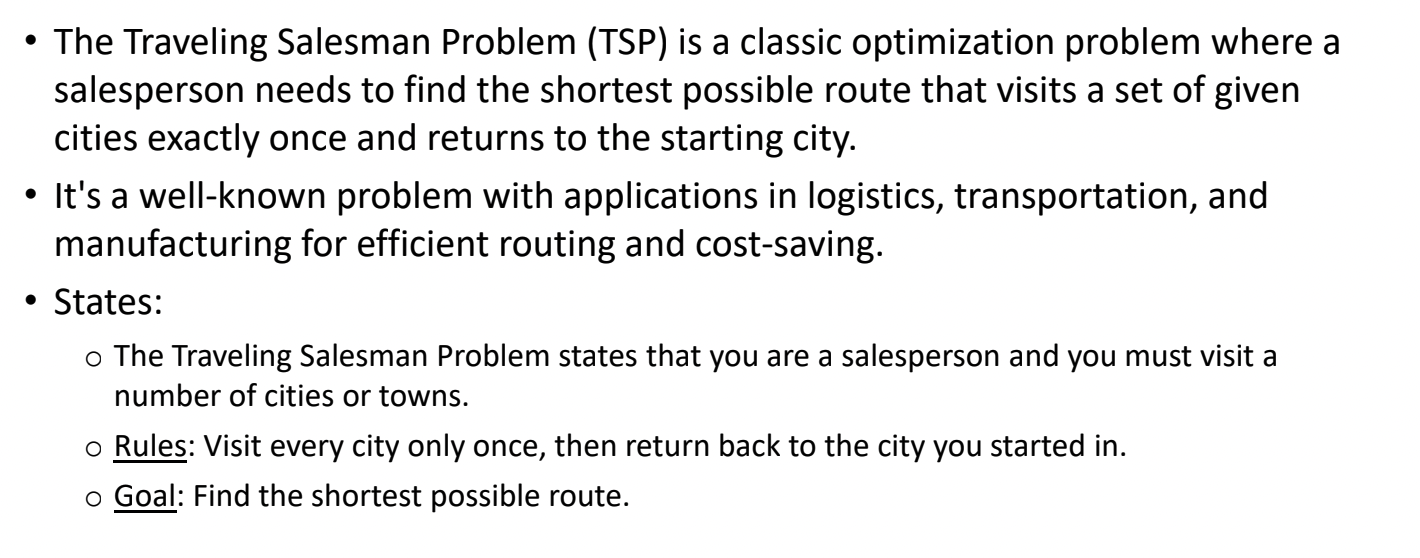 • The Traveling Salesman Problem (TSP) is a classic optimization problem where a
salesperson needs to find the shortest possible route that visits a set of given
cities exactly once and returns to the starting city.
• It's a well-known problem with applications in logistics, transportation, and
manufacturing for efficient routing and cost-saving.
• States:
○ The Traveling Salesman Problem states that you are a salesperson and you must visit a
number of cities or towns.
○ Rules: Visit every city only once, then return back to the city you started in.
○ Goal: Find the shortest possible route.